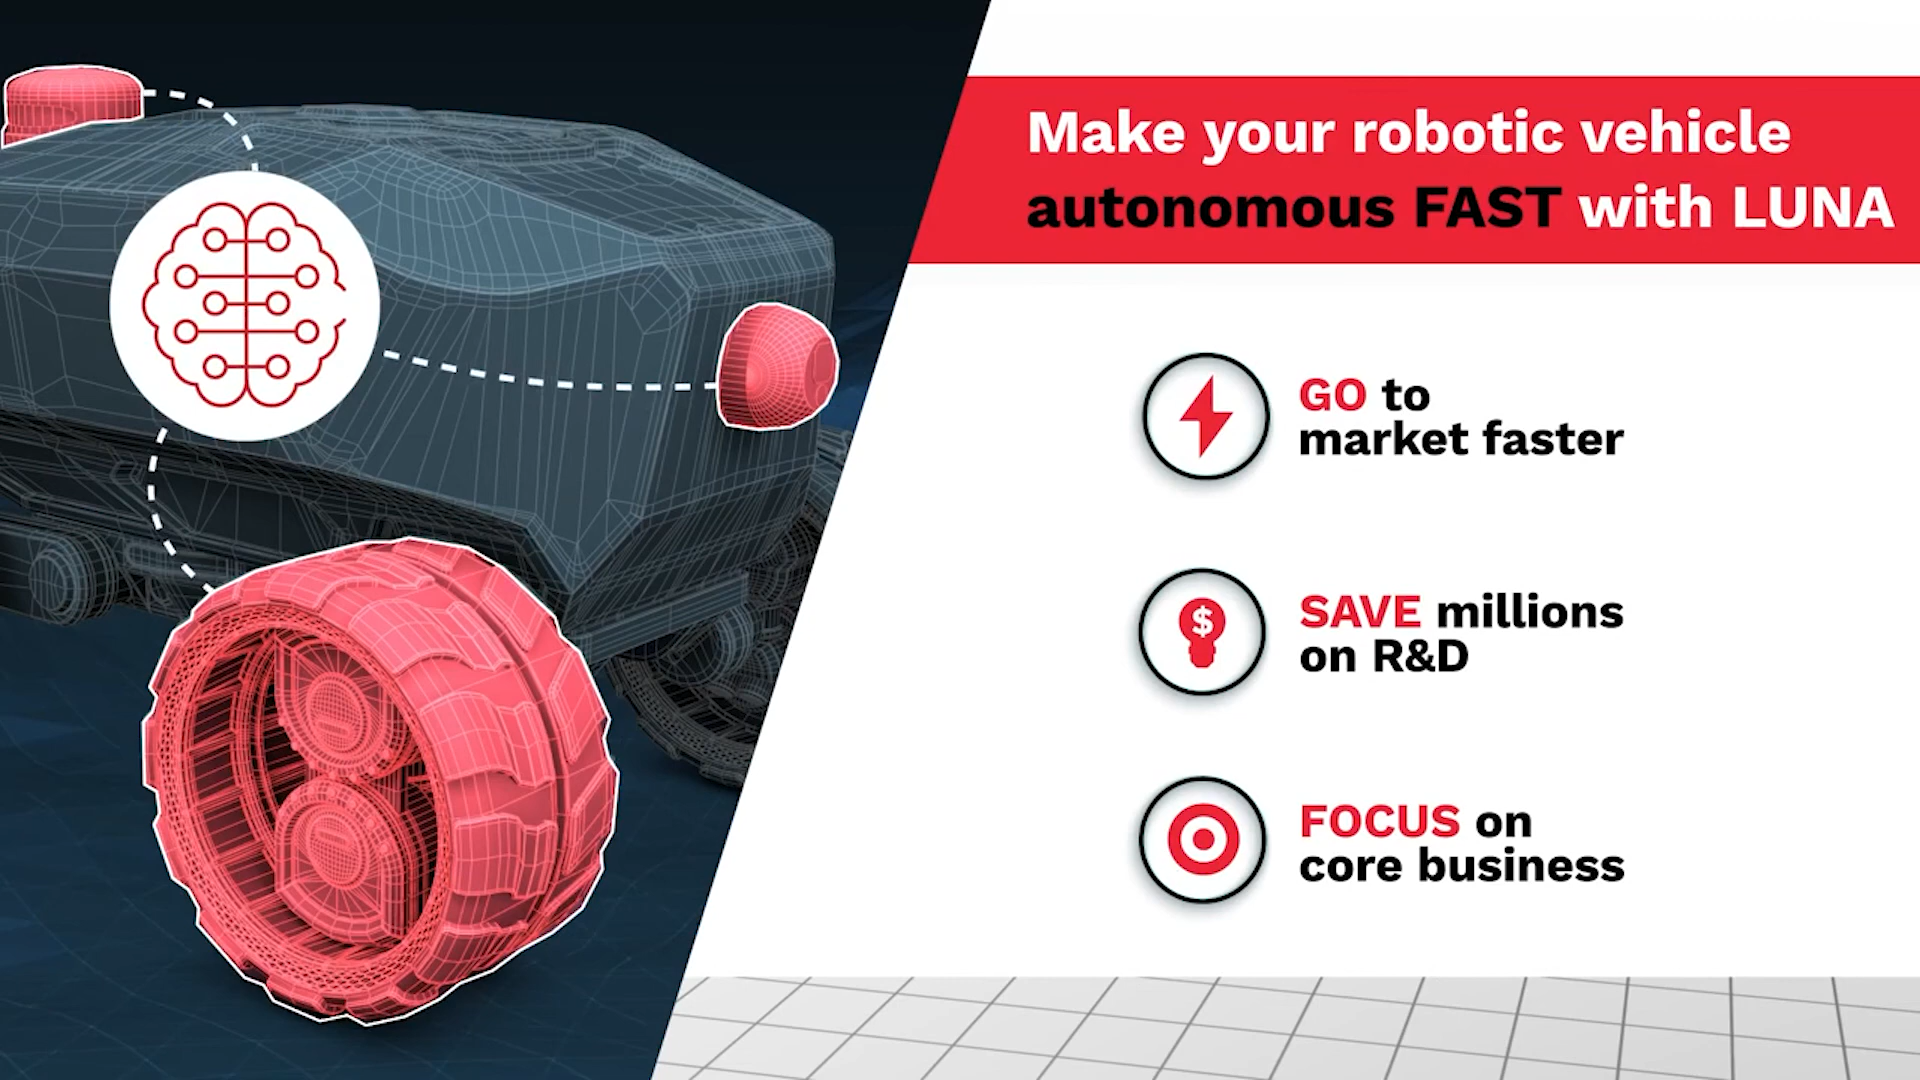 Make your robotic vehicle
autonomous FAST with LUNA
GO to
market faster
$
SAVE millions
on R&D
FOCUS on
core business